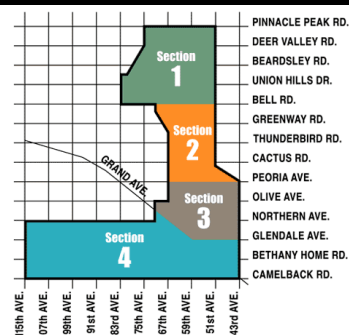 PINNACLE PEAK RD.
DEER VALLEY RD.
BEARDSLEY RD.
UNION HILLS DR.
BELL RD.
GREENWAY RD.
THUNDERBIRD RD.
CACTUS RD.
PEORIA AVE.
OLIVE AVE.
NORTHERN AVE.
GLENDALE AVE.
BETHANY HOME RD.
CAMELBACK RD.
Section
1
Section
2
Section
3
Section
4
GRAND AVE.
115th AVE.
107th AVE.
99th AVE.
91st AVE.
83rd AVE.
75th AVE.
67th AVE.
59th AVE.
51st AVE.
43rd AVE.